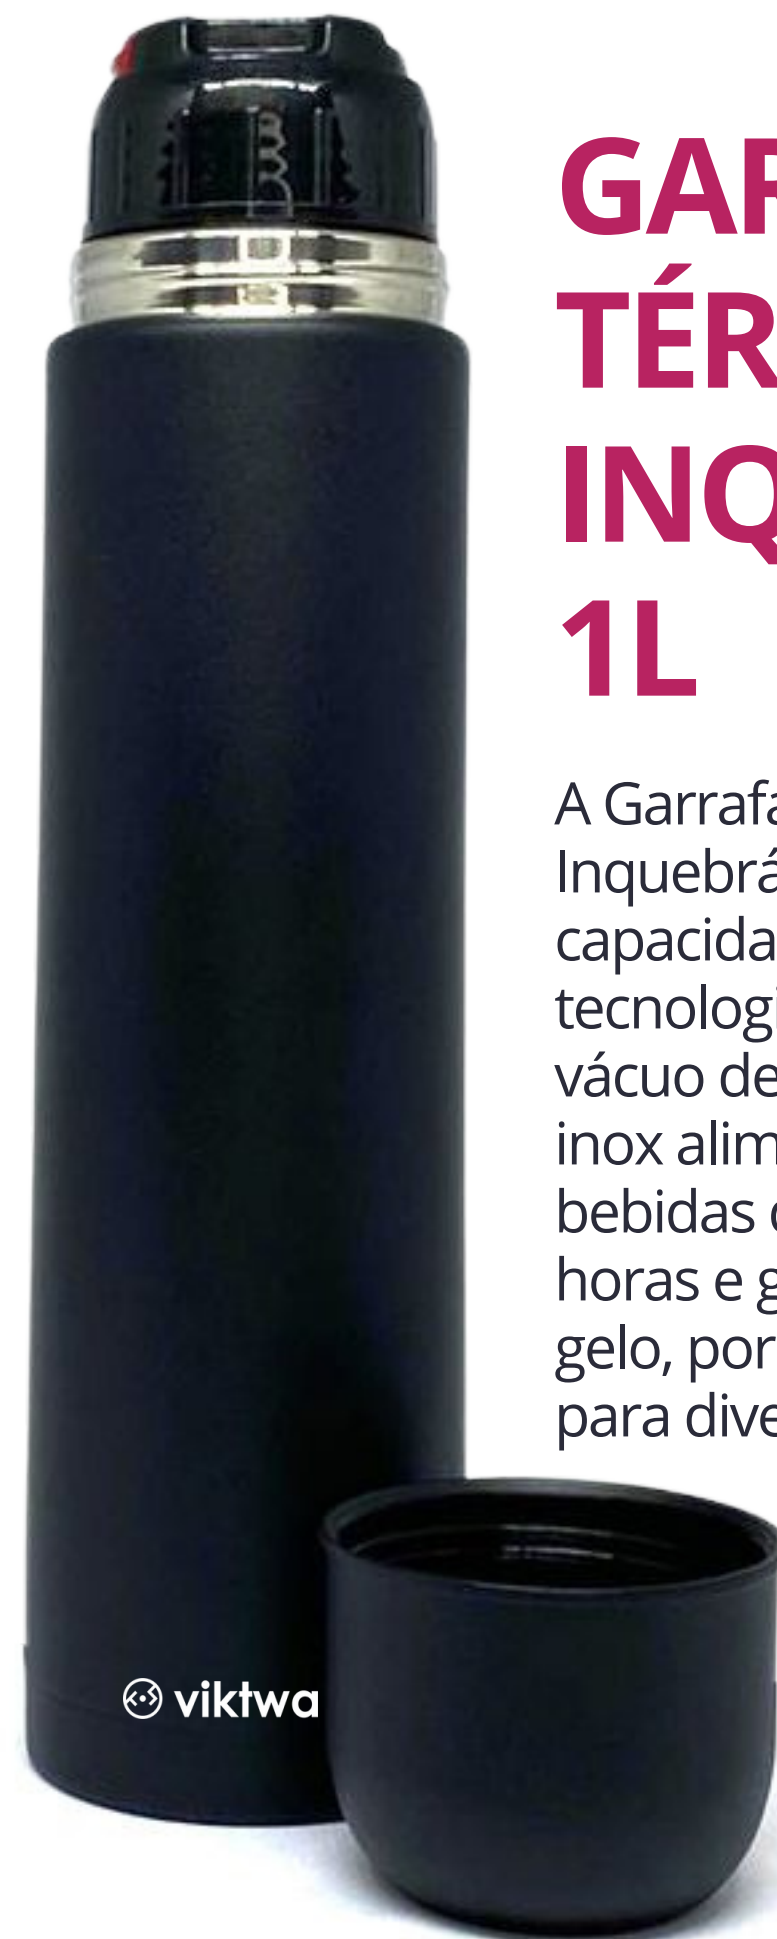 GAR
TÉR
INQ
1L
A Garrafa
Inquebrá
capacida
tecnologi
vácuo de
inox alim
bebidas
horas e g
gelo, por
para dive
viktwa